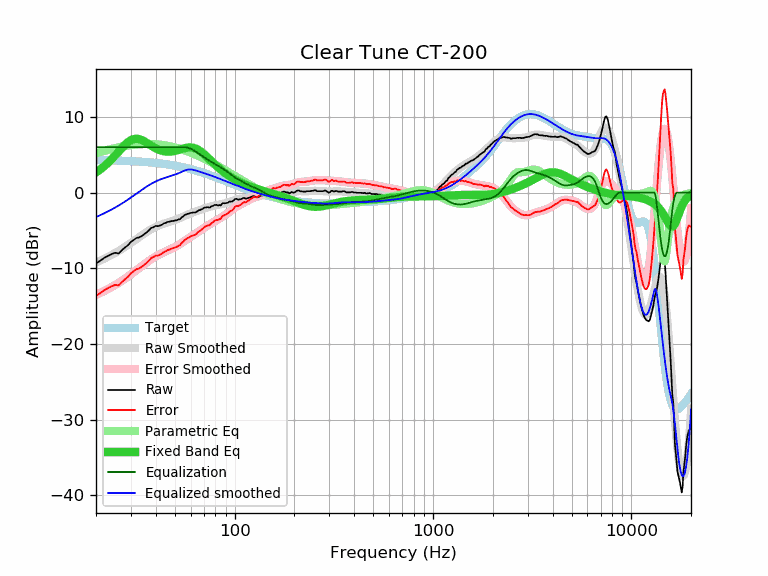 Clear Tune CT-200
Amplitude (dBr)
10
0
−10
−20
−30
−40
Target
Raw Smoothed
Error Smoothed
Raw
Error
Parametric Eq
Fixed Band Eq
Equalization
Equalized smoothed
100 1000 10000
Frequency (Hz)